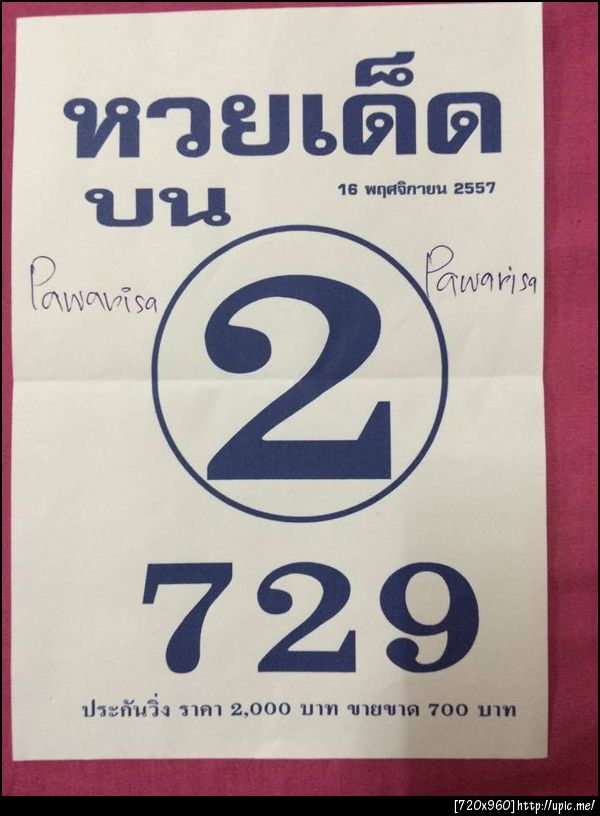 หวยเด็ด
บน
16 พฤศจิกายน 2557
Pawarisa
Pawarisa
2
729
ประกันวิ่ง ราคา 2,000 บาท ขายขาด 700 บาท
[720x960]http://upic.me/